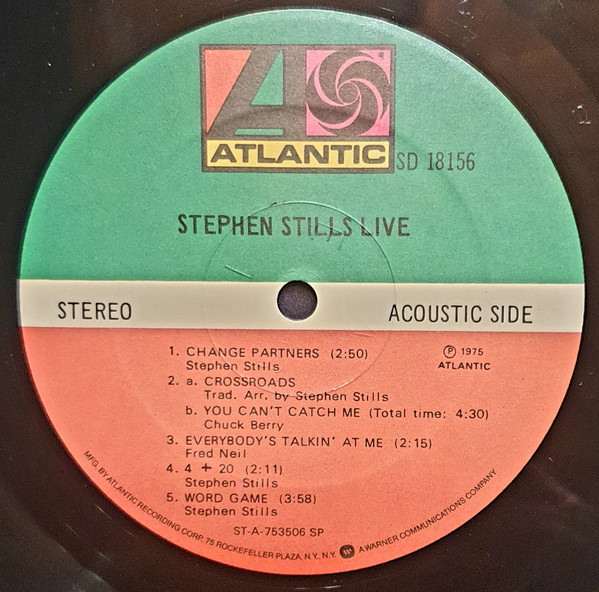 ATLANTIC
SD 18156
STEPHEN STILLS LIVE
STEREO
ACOUSTIC SIDE
1. CHANGE PARTNERS (2:50)
Stephen Stills
℗ 1975
ATLANTIC
2. a. CROSSROADS
Trad. Arr. by Stephen Stills
b. YOU CAN'T CATCH ME (Total time: 4:30)
Chuck Berry
3. EVERYBODY'S TALKIN' AT ME (2:15)
Fred Neil
4. 4 + 20 (2:11)
Stephen Stills
5. WORD GAME (3:58)
Stephen Stills
ST-A-753506 SP
MFG. BY ATLANTIC RECORDING CORP. 75 ROCKEFELLER PLAZA, N.Y. N.Y. A WARNER COMMUNICATIONS COMPANY